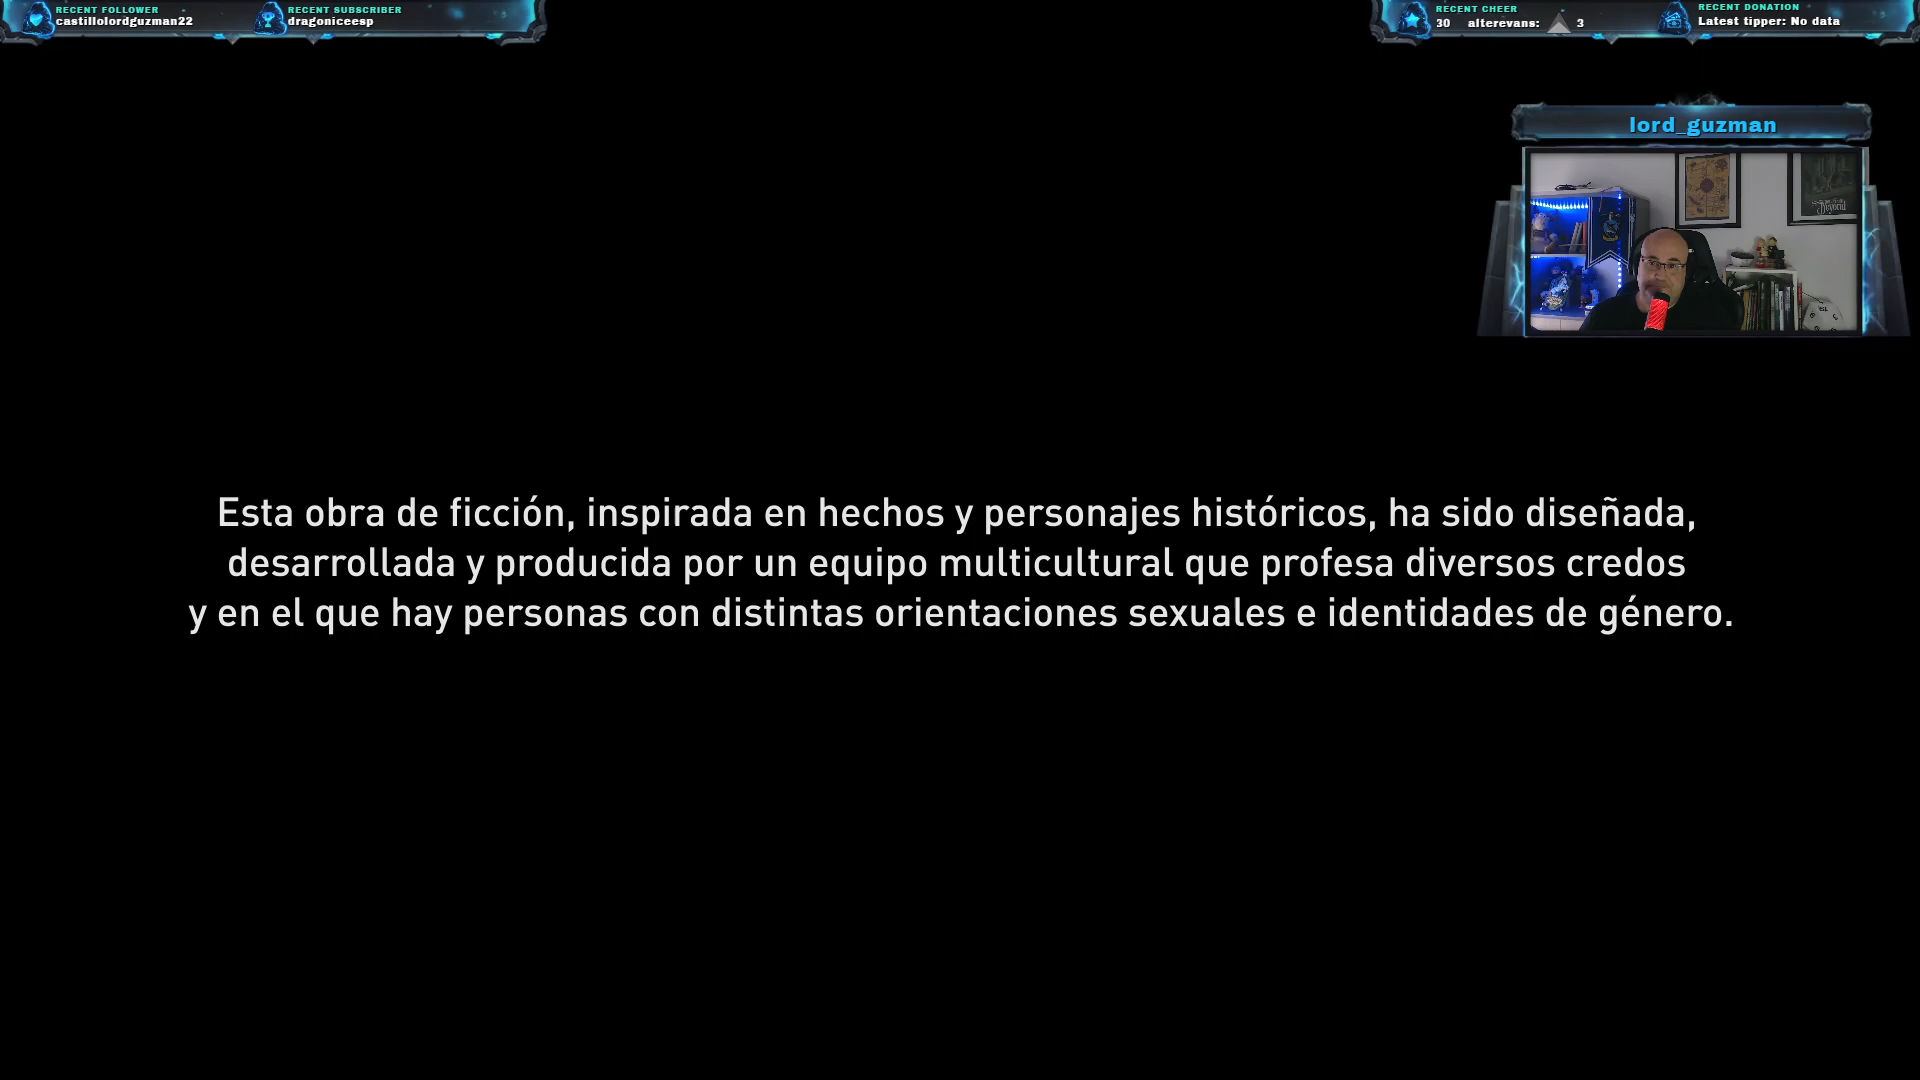 RECENT FOLLOWER
castillolordguzman22
RECENT SUBSCRIBER
dragoniceesp
RECENT CHEER
30 alterevans: 3
RECENT DONATION
Latest tipper: No data
lord_guzman
Esta obra de ficción, inspirada en hechos y personajes históricos, ha sido diseñada,
desarrollada y producida por un equipo multicultural que profesa diversos credos
y en el que hay personas con distintas orientaciones sexuales e identidades de género.